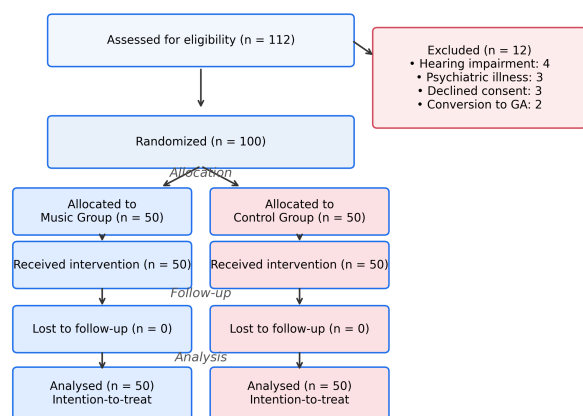 Assessed for eligibility (n = 112)
Excluded (n = 12)
• Hearing impairment: 4
• Psychiatric illness: 3
• Declined consent: 3
• Conversion to GA: 2
Randomized (n = 100)
Allocation
Allocated to
Music Group (n = 50)
Allocated to
Control Group (n = 50)
Received intervention (n = 50)
Received intervention (n = 50)
Follow-up
Lost to follow-up (n = 0)
Lost to follow-up (n = 0)
Analysis
Analysed (n = 50)
Intention-to-treat
Analysed (n = 50)
Intention-to-treat